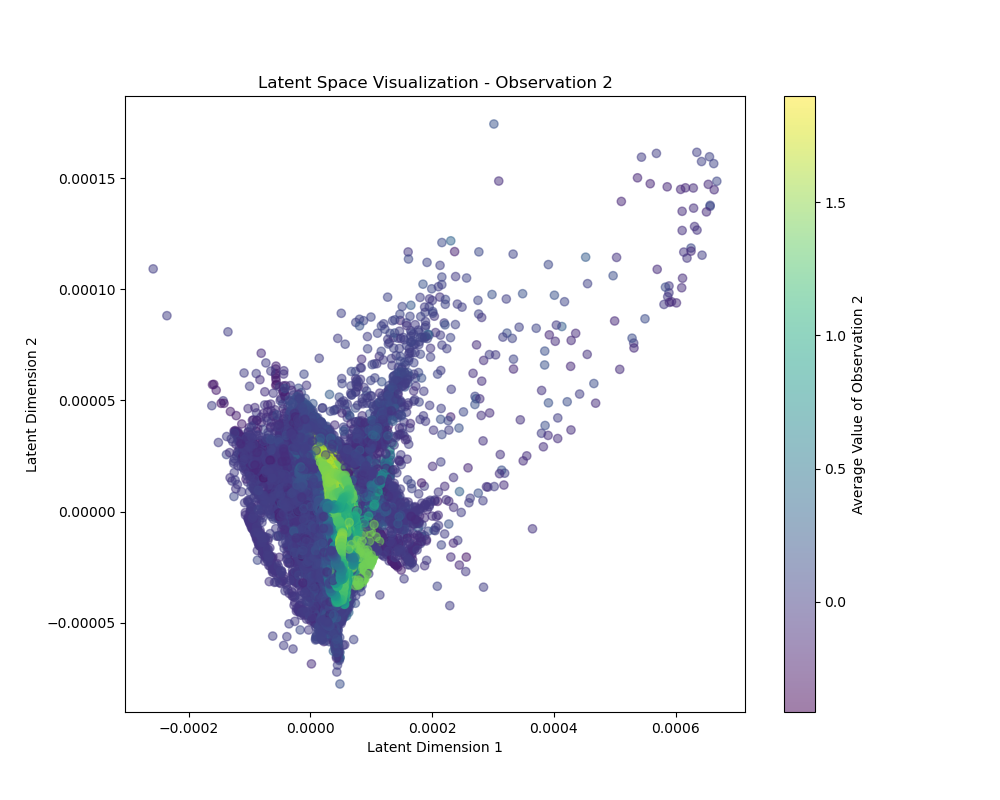 Latent Space Visualization - Observation 2
0.00015
0.00010
0.00005
0.00000
−0.00005
Latent Dimension 2
−0.0002 0.0000 0.0002 0.0004 0.0006
Latent Dimension 1
1.5
1.0
0.5
0.0
Average Value of Observation 2